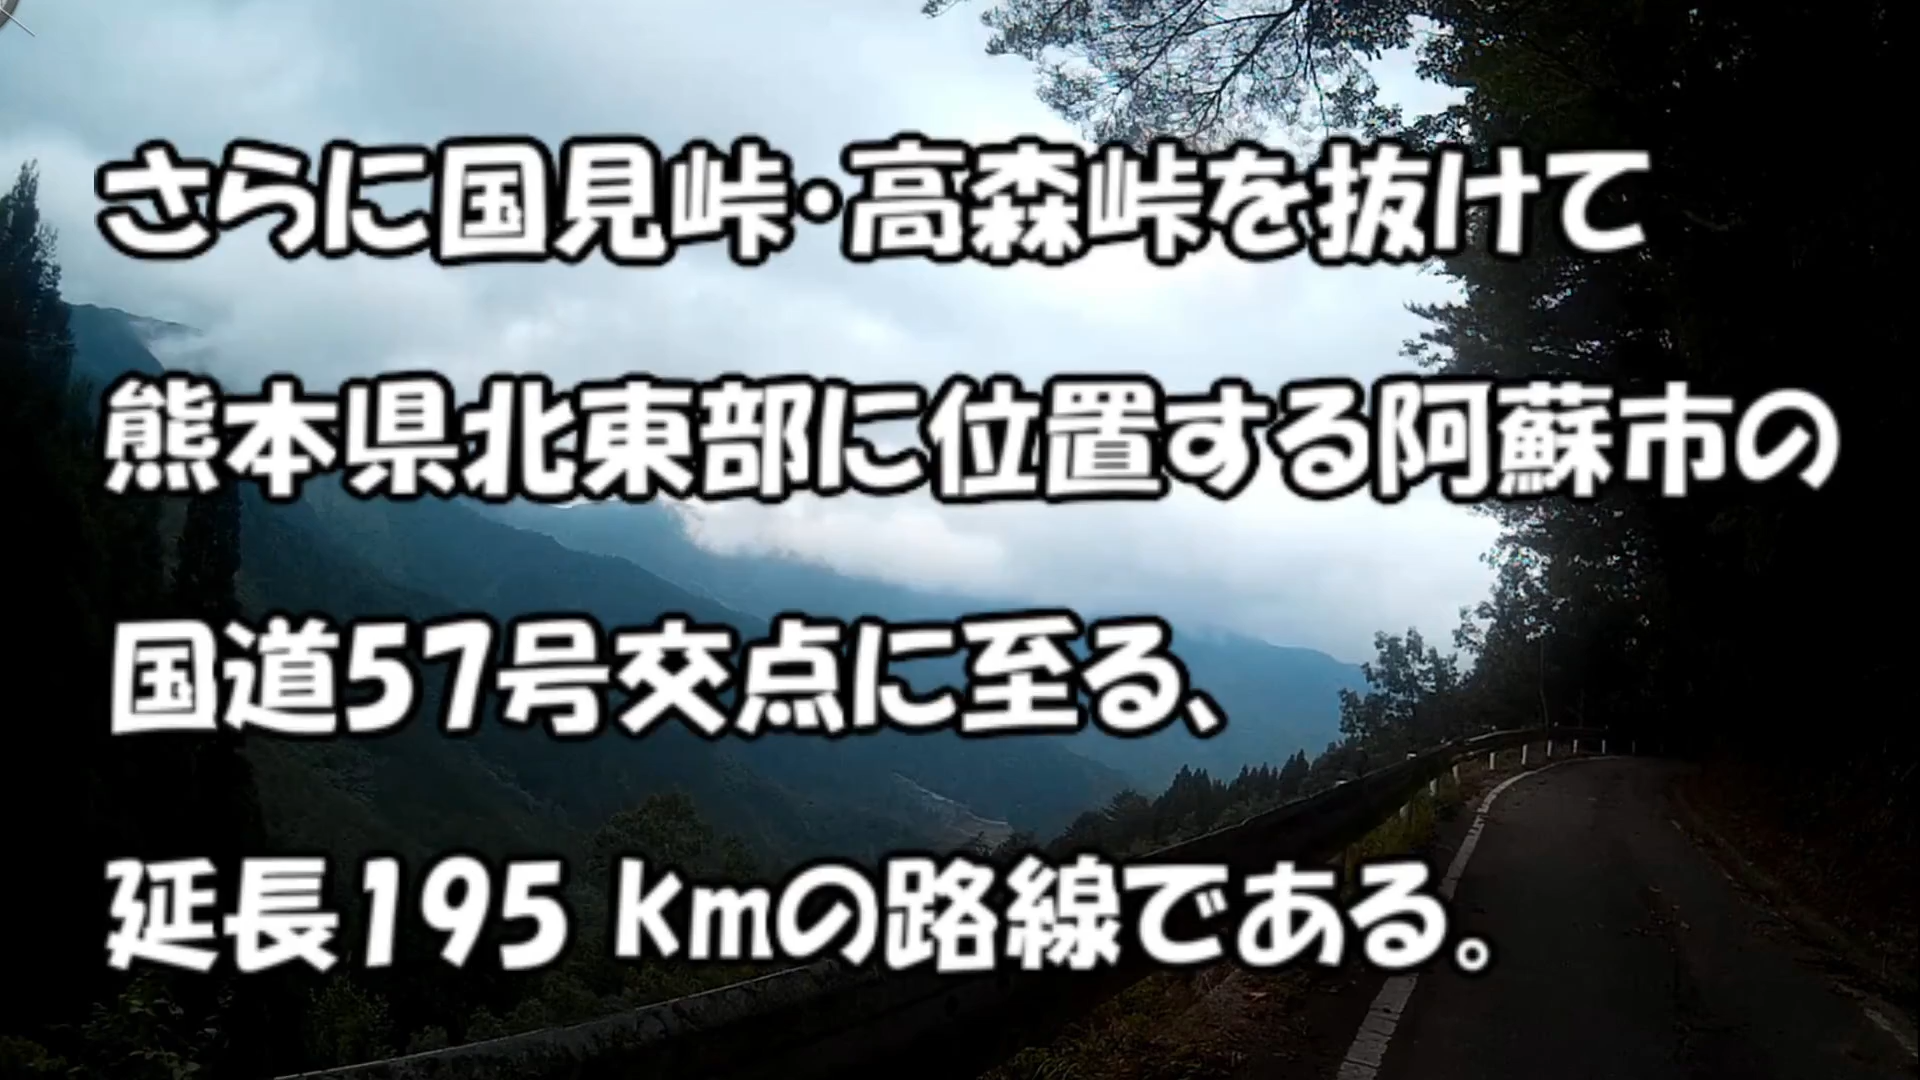 さらに国見峠・高森峠を抜けて
熊本県北東部に位置する阿蘇市の
国道57号交点に至る、
延長195 kmの路線である。